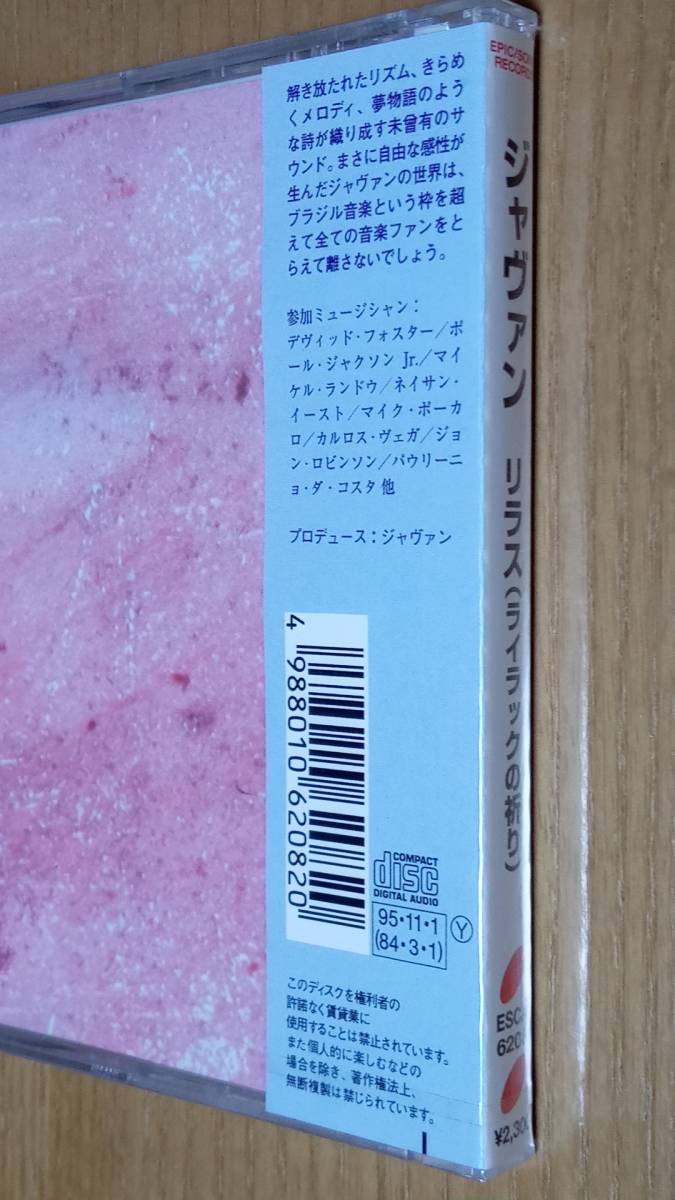 解き放たれたリズム、きらめ
くメロディ、夢物語のよう
な詩が織り成す未曾有のサ
ウンド。まさに自由な感性が
生んだジャヴァンの世界は、
ブラジル音楽という枠を超
えて全ての音楽ファンをと
らえて離さないでしょう。
参加ミュージシャン：
デヴィッド・フォスター/ポ
ール・ジャクソン Jr./マイ
ケル・ランドウ/ネイサン・
イースト/マイク・ポーカ
ロ/カルロス・ヴェガ/ジョ
ン・ロビンソン/パウリーニ
ョ・ダ・コスタ 他
プロデュース：ジャヴァン
4 988010 620820
COMPACT
disc
DIGITAL AUDIO
95・11・1
(84・3・1)
Y
このディスクを権利者の
許諾なく賃貸業に
使用することは禁止されています。
また個人的に楽しむなどの
場合を除き、著作権法上、
無断複製は禁じられています。
EPIC/SON
RECORD
ジャヴァン リラス(ライラックの祈り)
ESC
620
¥2,30